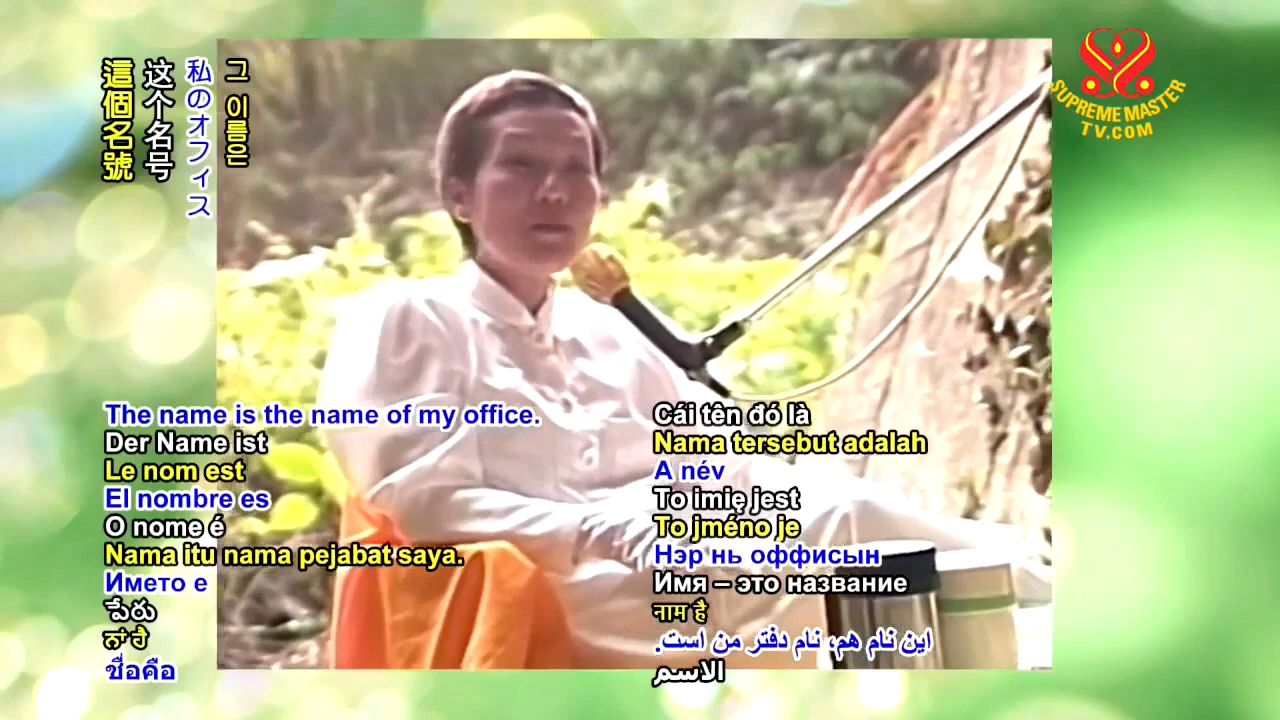 這個名號
这个名号
私のオフィス
그 이름은
SUPREME MASTER
TV.COM
The name is the name of my office.
Der Name ist
Le nom est
El nombre es
O nome é
Nama itu nama pejabat saya.
Името е
పేరు
ਨਾਂ ਹੈ
ชื่อคือ
Cái tên đó là
Nama tersebut adalah
A név
To imię jest
To jméno je
Нэр нь оффисын
Имя – это название
नाम है
این نام هم، نام دفتر من است.
الاسم